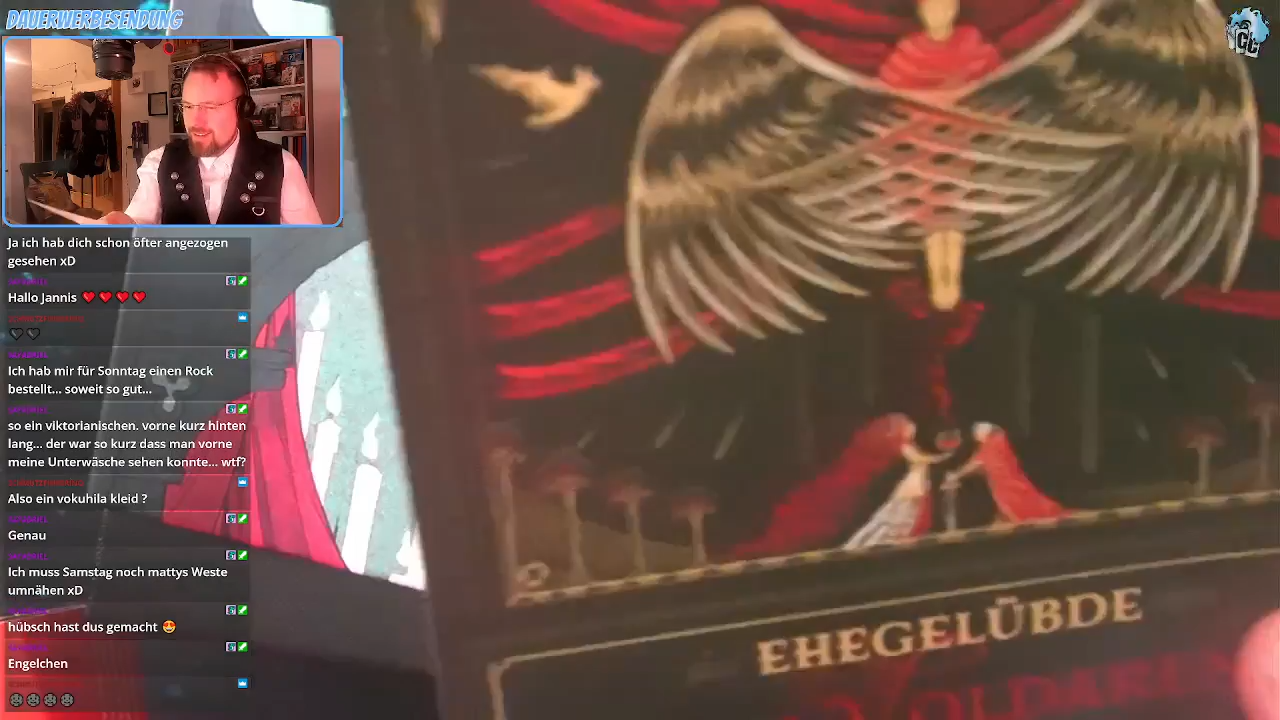 DAUERWERBESENDUNG
GG
Ja ich hab dich schon öfter angezogen
gesehen xD
Hallo Jannis
Ich hab mir für Sonntag einen Rock
bestellt... soweit so gut...
so ein viktorianischen. vorne kurz hinten
lang... der war so kurz dass man vorne
meine Unterwäsche sehen konnte... wtf?
Also ein vokuhila kleid ?
Genau
Ich muss Samstag noch mattys Weste
umnähen xD
hübsch hast dus gemacht 😍
Engelchen
EHEGELÜBDE